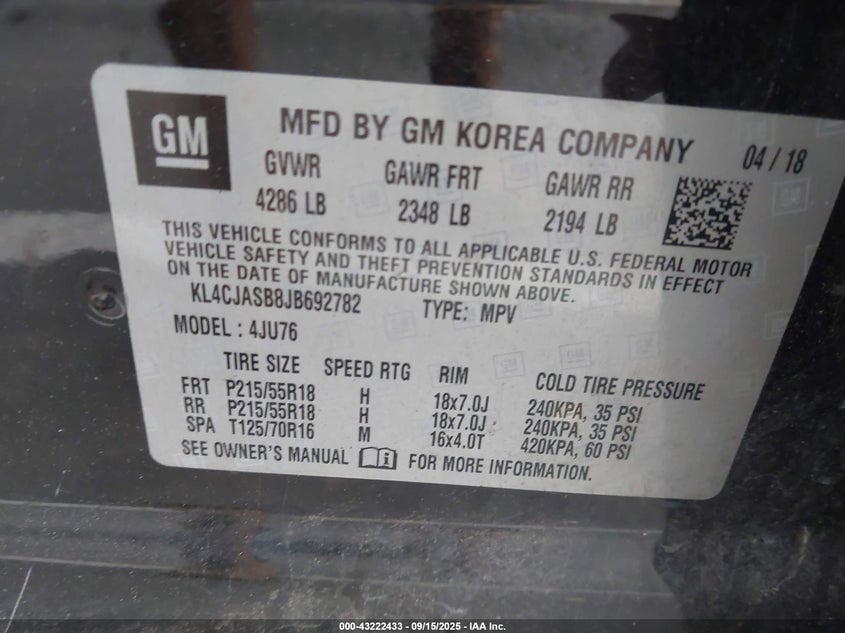 GM
MFD BY GM KOREA COMPANY 04 / 18
GVWR GAWR FRT GAWR RR
4286 LB 2348 LB 2194 LB
THIS VEHICLE CONFORMS TO ALL APPLICABLE U.S. FEDERAL MOTOR
VEHICLE SAFETY AND THEFT PREVENTION STANDARDS IN EFFECT
ON THE DATE OF MANUFACTURE SHOWN ABOVE.
KL4CJASB8JB692782 TYPE: MPV
MODEL : 4JU76
TIRE SIZE SPEED RTG RIM COLD TIRE PRESSURE
FRT P215/55R18 H 18x7.0J 240KPA, 35 PSI
RR P215/55R18 H 18x7.0J 240KPA, 35 PSI
SPA T125/70R16 M 16x4.0T 420KPA, 60 PSI
SEE OWNER'S MANUAL FOR MORE INFORMATION.
000-43222433 - 09/15/2025 - IAA Inc.